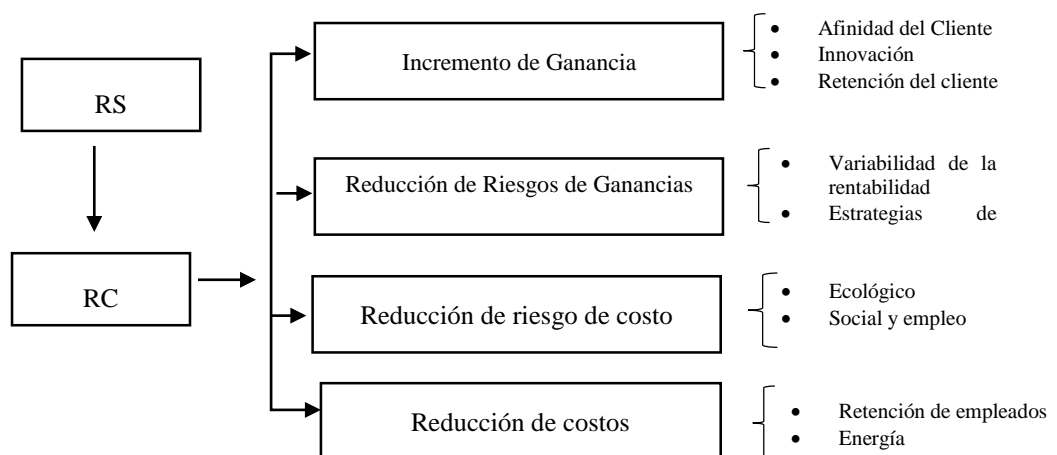 RS
RC
Incremento de Ganancia
• Afinidad del Cliente
• Innovación
• Retención del cliente
Reducción de Riesgos de Ganancias
• Variabilidad de la
rentabilidad
• Estrategias de
Reducción de riesgo de costo
• Ecológico
• Social y empleo
Reducción de costos
• Retención de empleados
• Energía